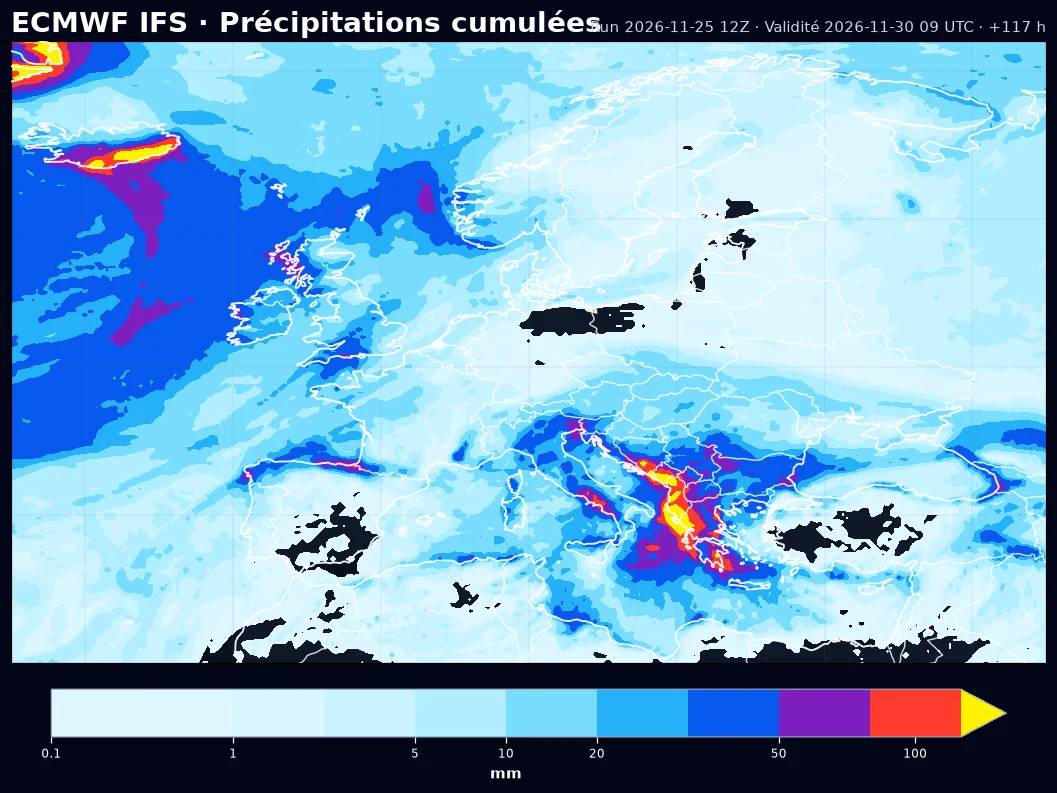 ECMWF IFS · Précipitations cumulées
Run 2026-11-25 12Z · Validité 2026-11-30 09 UTC · +117 h
0.1 1 5 10 20 50 100
mm